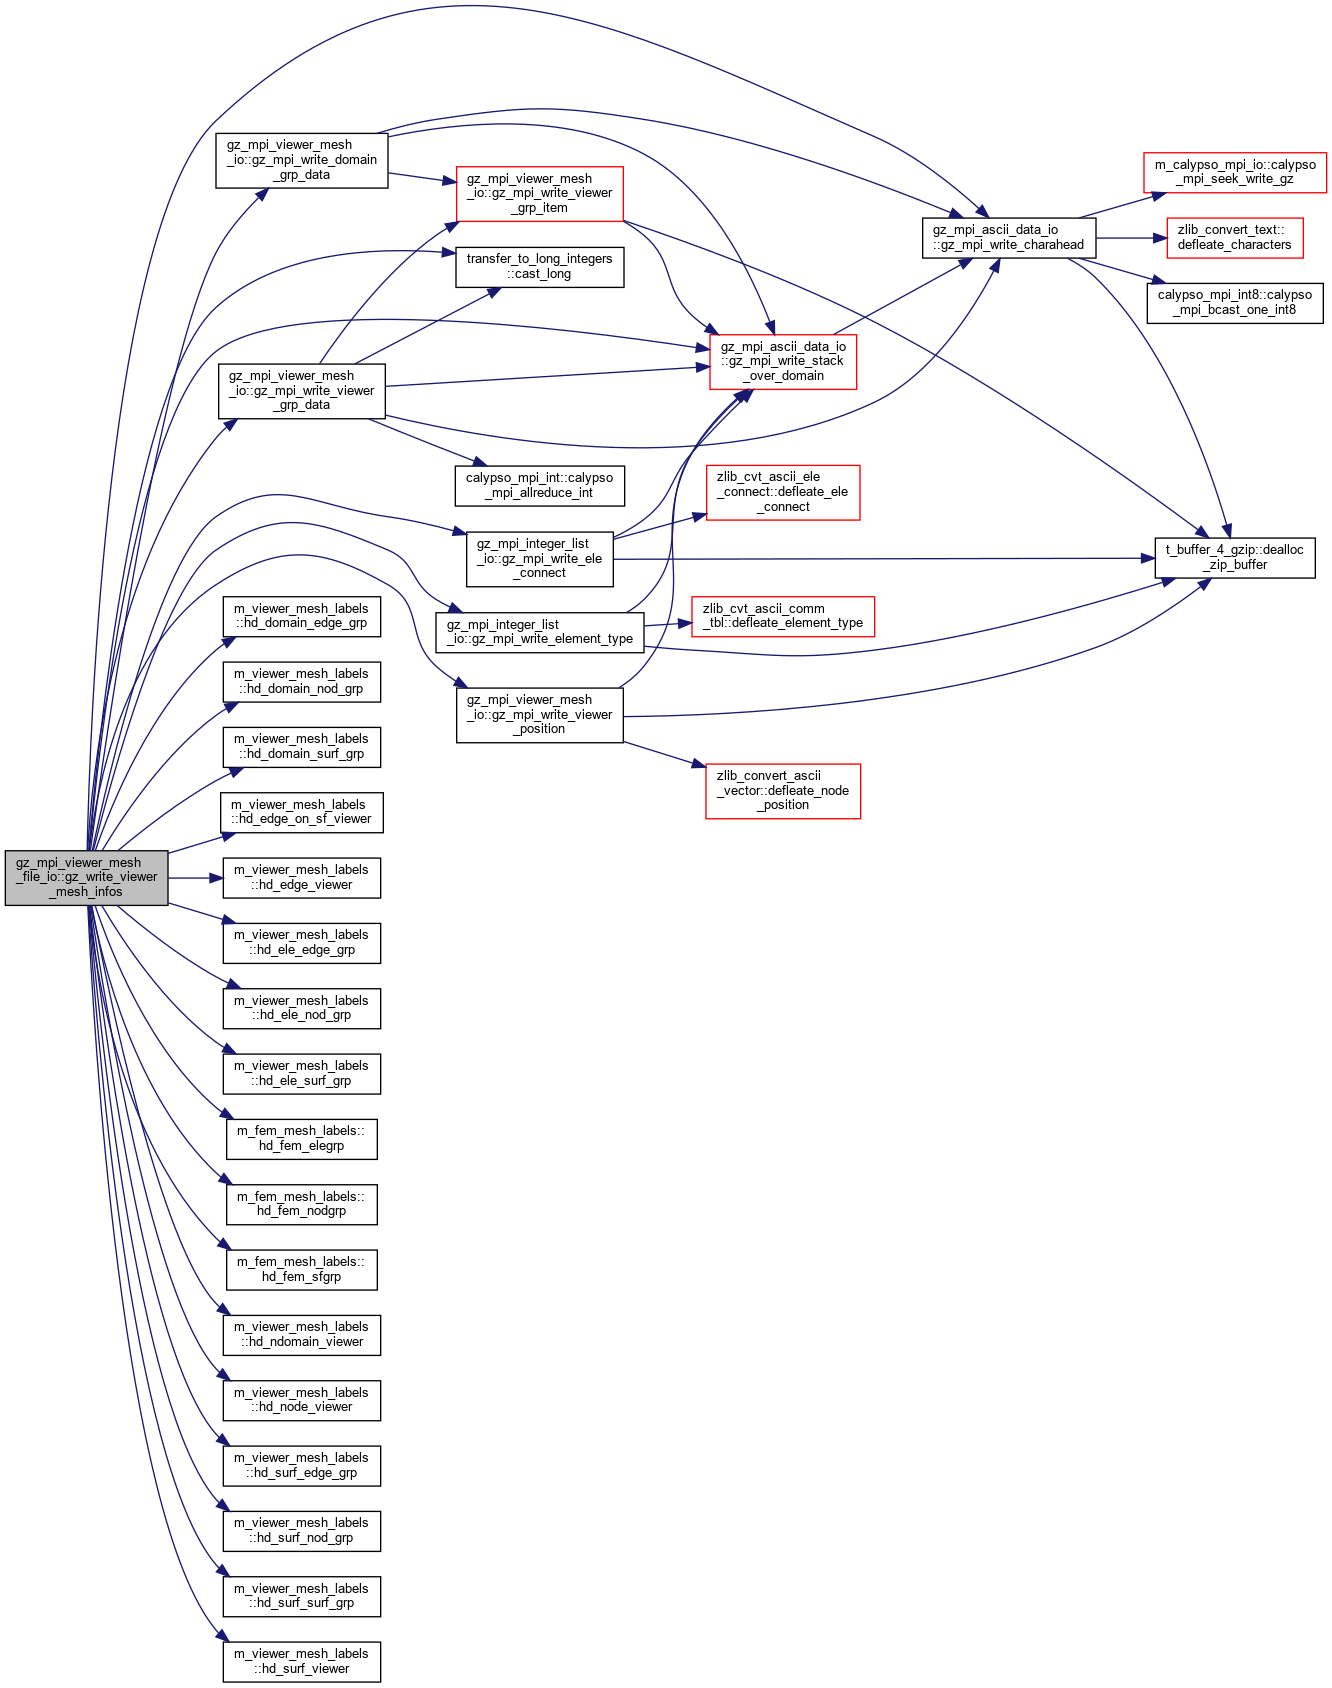 gz_mpi_viewer_mesh
_file_io::gz_write_viewer
_mesh_infos
gz_mpi_viewer_mesh
_io::gz_mpi_write_domain
_grp_data
gz_mpi_viewer_mesh
_io::gz_mpi_write_viewer
_grp_item
transfer_to_long_integers
::cast_long
gz_mpi_viewer_mesh
_io::gz_mpi_write_viewer
_grp_data
calypso_mpi_int::calypso
_mpi_allreduce_int
gz_mpi_integer_list
_io::gz_mpi_write_ele
_connect
gz_mpi_integer_list
_io::gz_mpi_write_element_type
gz_mpi_viewer_mesh
_io::gz_mpi_write_viewer
_position
gz_mpi_ascii_data_io
::gz_mpi_write_stack
_over_domain
zlib_cvt_ascii_ele
_connect::defleate_ele
_connect
zlib_cvt_ascii_comm
_tbl::defleate_element_type
zlib_convert_ascii
_vector::defleate_node
_position
gz_mpi_ascii_data_io
::gz_mpi_write_charahead
m_calypso_mpi_io::calypso
_mpi_seek_write_gz
zlib_convert_text::
defleate_characters
calypso_mpi_int8::calypso
_mpi_bcast_one_int8
t_buffer_4_gzip::dealloc
_zip_buffer
m_viewer_mesh_labels
::hd_domain_edge_grp
m_viewer_mesh_labels
::hd_domain_nod_grp
m_viewer_mesh_labels
::hd_domain_surf_grp
m_viewer_mesh_labels
::hd_edge_on_sf_viewer
m_viewer_mesh_labels
::hd_edge_viewer
m_viewer_mesh_labels
::hd_ele_edge_grp
m_viewer_mesh_labels
::hd_ele_nod_grp
m_viewer_mesh_labels
::hd_ele_surf_grp
m_fem_mesh_labels::
hd_fem_elegrp
m_fem_mesh_labels::
hd_fem_nodgrp
m_fem_mesh_labels::
hd_fem_sfgrp
m_viewer_mesh_labels
::hd_ndomain_viewer
m_viewer_mesh_labels
::hd_node_viewer
m_viewer_mesh_labels
::hd_surf_edge_grp
m_viewer_mesh_labels
::hd_surf_nod_grp
m_viewer_mesh_labels
::hd_surf_surf_grp
m_viewer_mesh_labels
::hd_surf_viewer